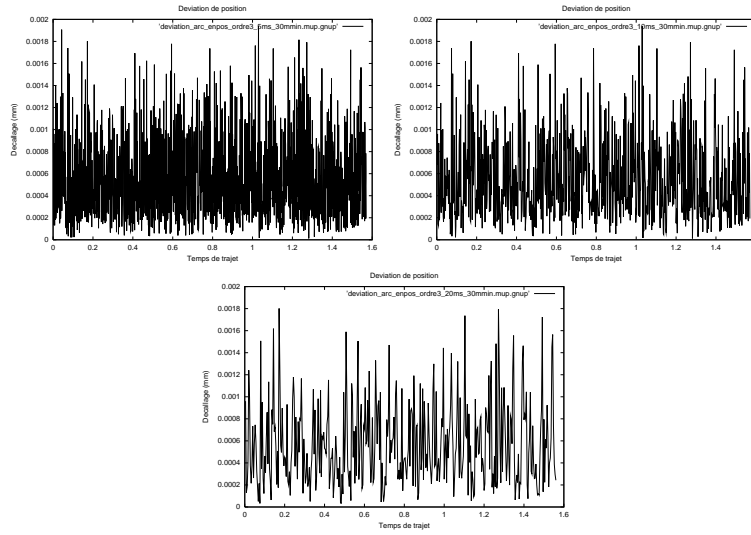 Deviation de position
'deviation_arc_enpos_ordre3_5ms_30mmin.mup.gnup'
Decallage (mm)
0.002
0.0018
0.0016
0.0014
0.0012
0.001
0.0008
0.0006
0.0004
0.0002
0
0 0.2 0.4 0.6 0.8 1 1.2 1.4 1.6
Temps de trajet
Deviation de position
'deviation_arc_enpos_ordre3_10ms_30mmin.mup.gnup'
Decallage (mm)
0.002
0.0018
0.0016
0.0014
0.0012
0.001
0.0008
0.0006
0.0004
0.0002
0
0 0.2 0.4 0.6 0.8 1 1.2 1.4
Temps de trajet
Deviation de position
'deviation_arc_enpos_ordre3_20ms_30mmin.mup.gnup'
Decallage (mm)
0.002
0.0018
0.0016
0.0014
0.0012
0.001
0.0008
0.0006
0.0004
0.0002
0
0 0.2 0.4 0.6 0.8 1 1.2 1.4 1.6
Temps de trajet